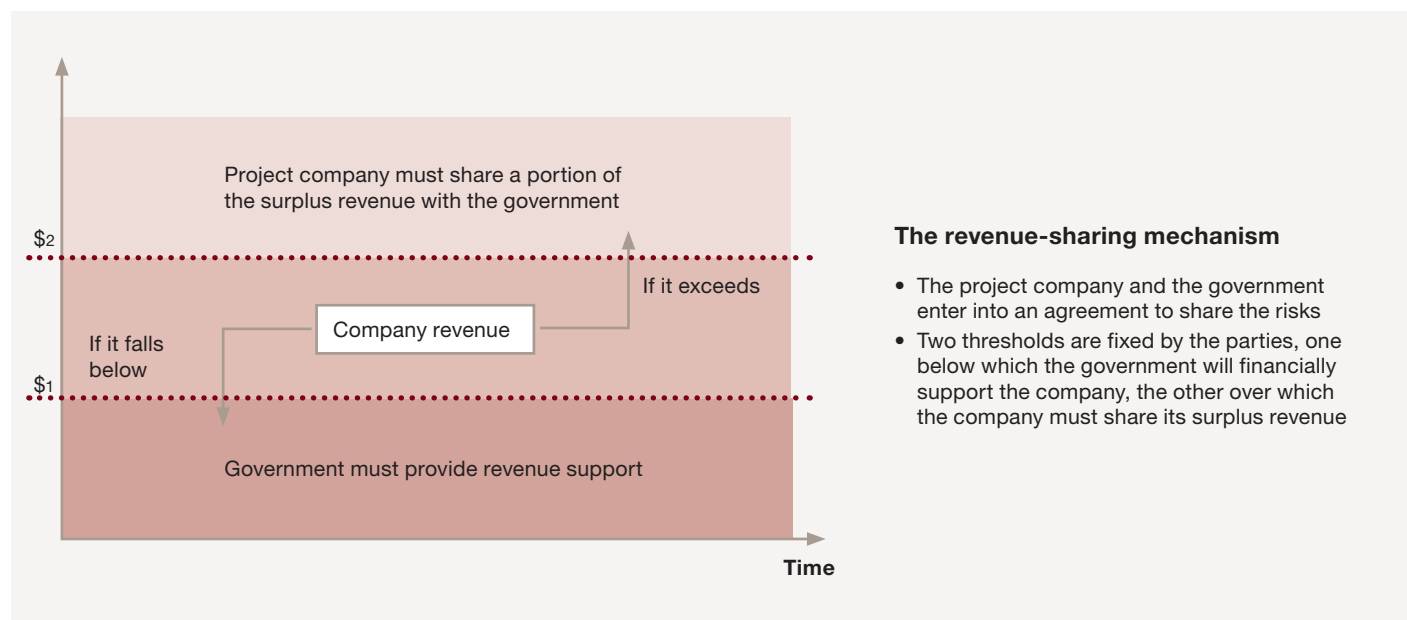 Project company must share a portion of
the surplus revenue with the government
$2
If it exceeds
Company revenue
If it falls
below
$1
Government must provide revenue support
Time
The revenue-sharing mechanism
• The project company and the government
enter into an agreement to share the risks
• Two thresholds are fixed by the parties, one
below which the government will financially
support the company, the other over which
the company must share its surplus revenue